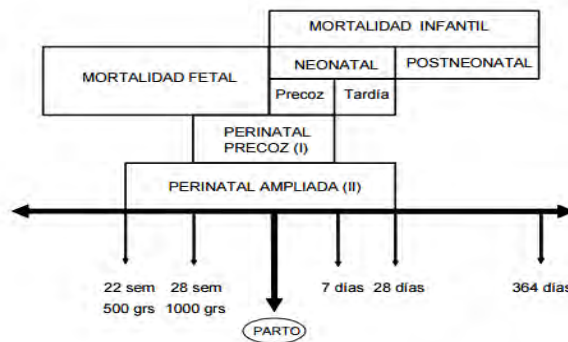 MORTALIDAD INFANTIL
MORTALIDAD FETAL
NEONATAL
POSTNEONATAL
Precoz
Tardía
PERINATAL
PRECOZ (I)
PERINATAL AMPLIADA (II)
22 sem
500 grs
28 sem
1000 grs
7 días
28 días
364 días
PARTO